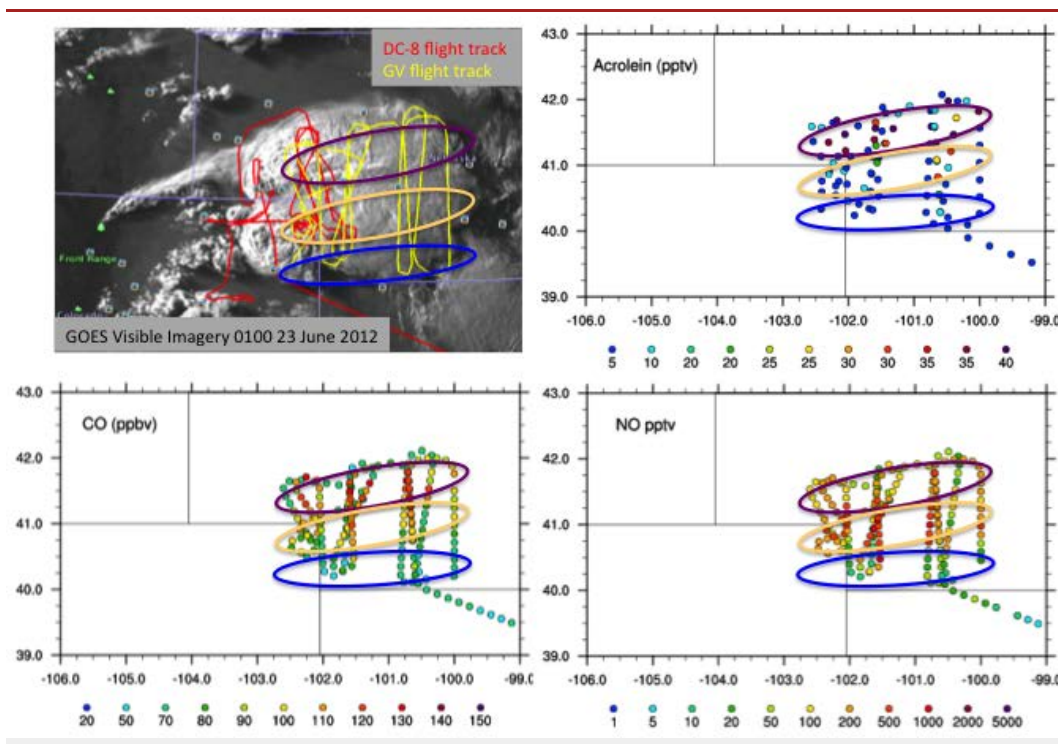 DC-8 flight track
GV flight track
Front Range
GOES Visible Imagery 0100 23 June 2012
43.0
Acrolein (pptv)
42.0
41.0
40.0
39.0
-106.0 -105.0 -104.0 -103.0 -102.0 -101.0 -100.0 -99.0
5 10 20 20 25 25 30 30 35 35 40
43.0
CO (ppbv)
42.0
41.0
40.0
39.0
-106.0 -105.0 -104.0 -103.0 -102.0 -101.0 -100.0 -99.0
20 50 70 80 90 100 110 120 130 140 150
43.0
NO pptv
42.0
41.0
40.0
39.0
-106.0 -105.0 -104.0 -103.0 -102.0 -101.0 -100.0 -99.0
1 5 10 20 50 100 200 500 1000 2000 5000